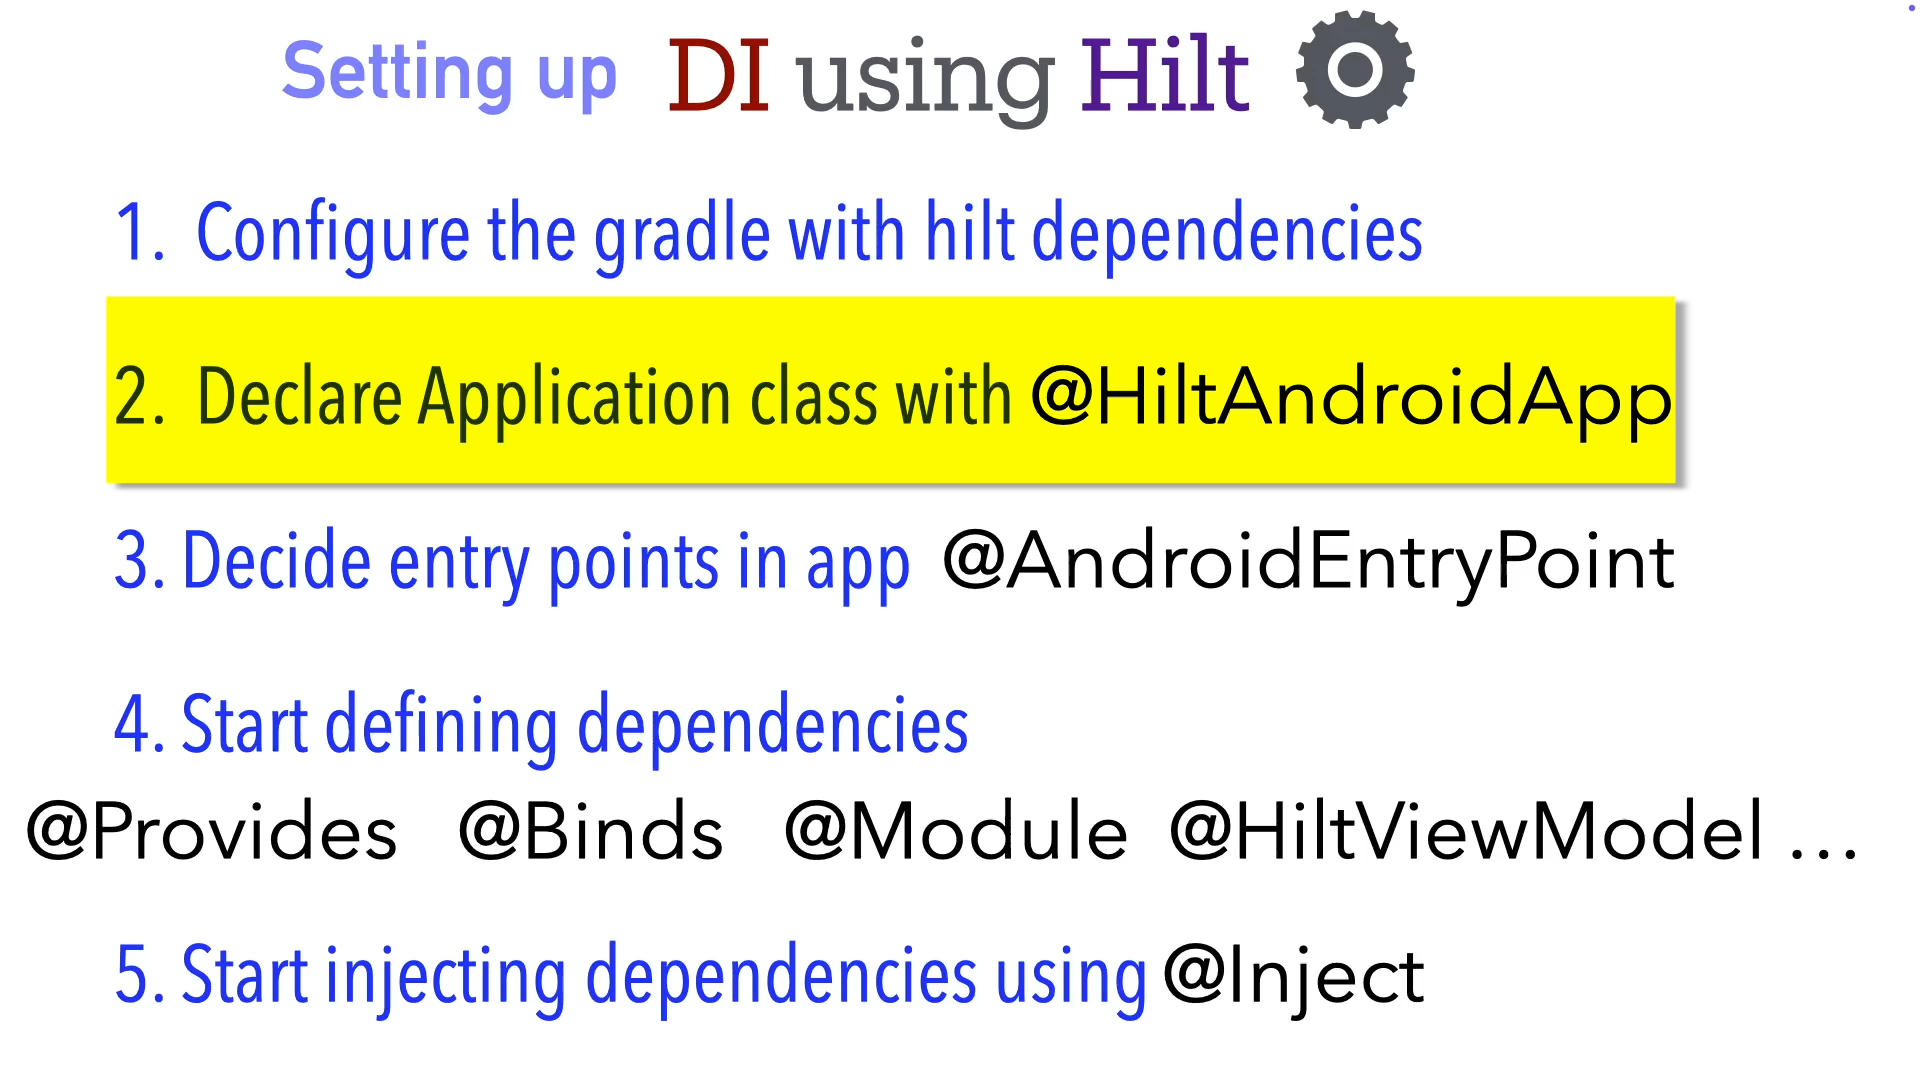 Setting up DI using Hilt
1. Configure the gradle with hilt dependencies
2. Declare Application class with @HiltAndroidApp
3. Decide entry points in app @AndroidEntryPoint
4. Start defining dependencies
@Provides @Binds @Module @HiltViewModel ...
5. Start injecting dependencies using @Inject